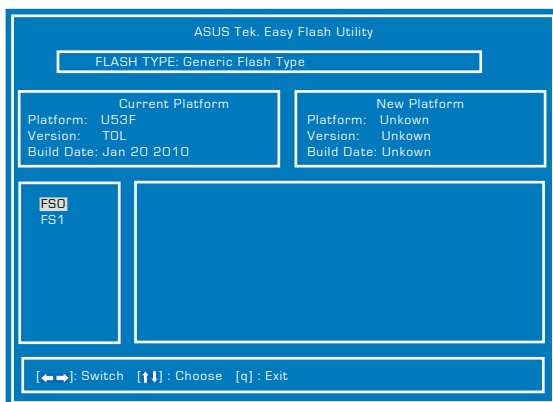 ASUS Tek. Easy Flash Utility
FLASH TYPE: Generic Flash Type
Current Platform
Platform: U53F
Version: TOL
Build Date: Jan 20 2010
New Platform
Platform: Unkown
Version: Unkown
Build Date: Unkown
FS0
FS1
[←→]: Switch [↑↓] : Choose [q] : Exit